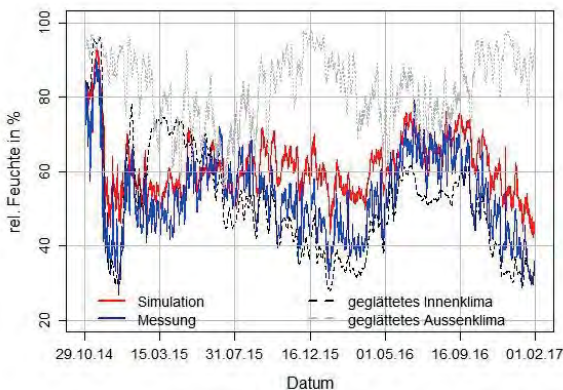 rel. Feuchte in %
100
80
60
40
20
Simulation
Messung
geglättetes Innenklima
geglättetes Aussenklima
29.10.14 15.03.15 31.07.15 16.12.15 01.05.16 16.09.16 01.02.17
Datum